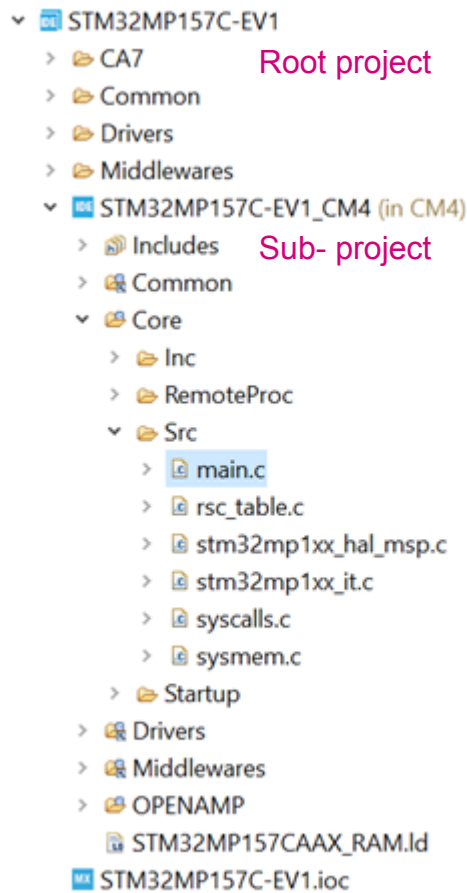 STM32MP157C-EV1
CA7 Root project
Common
Drivers
Middlewares
STM32MP157C-EV1_CM4 (in CM4)
Includes Sub- project
Common
Core
Inc
RemoteProc
Src
main.c
rsc_table.c
stm32mp1xx_hal_msp.c
stm32mp1xx_it.c
syscalls.c
sysmem.c
Startup
Drivers
Middlewares
OPENAMP
STM32MP157CAAX_RAM.ld
STM32MP157C-EV1.ioc